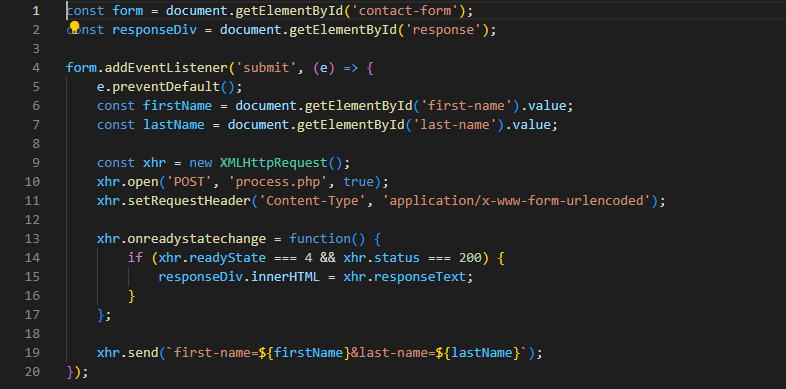 1 const form = document.getElementById('contact-form');
2 const responseDiv = document.getElementById('response');
3
4 form.addEventListener('submit', (e) => {
5     e.preventDefault();
6     const firstName = document.getElementById('first-name').value;
7     const lastName = document.getElementById('last-name').value;
8
9     const xhr = new XMLHttpRequest();
10     xhr.open('POST', 'process.php', true);
11     xhr.setRequestHeader('Content-Type', 'application/x-www-form-urlencoded');
12
13     xhr.onreadystatechange = function() {
14         if (xhr.readyState === 4 && xhr.status === 200) {
15             responseDiv.innerHTML = xhr.responseText;
16         }
17     };
18
19     xhr.send(`first-name=${firstName}&last-name=${lastName}`);
20 });